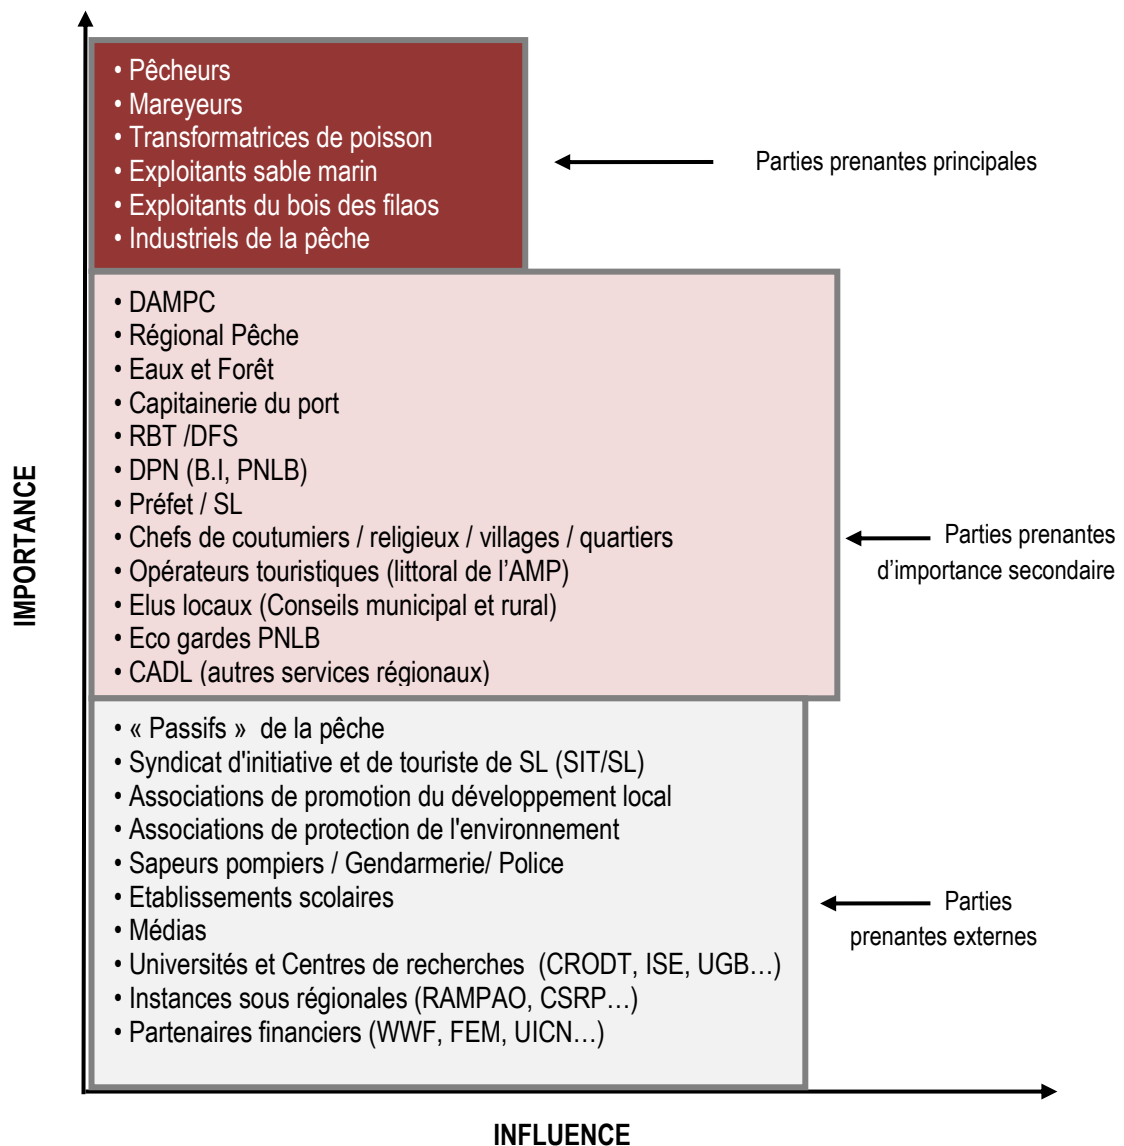 • Pêcheurs
• Mareyeurs
• Transformatrices de poisson
• Exploitants sable marin
• Exploitants du bois des filaos
• Industriels de la pêche
Parties prenantes principales
• DAMPC
• Régional Pêche
• Eaux et Forêt
• Capitainerie du port
• RBT /DFS
• DPN (B.I, PNLB)
• Préfet / SL
• Chefs de coutumiers / religieux / villages / quartiers
• Opérateurs touristiques (littoral de l’AMP)
• Elus locaux (Conseils municipal et rural)
• Eco gardes PNLB
• CADL (autres services régionaux)
Parties prenantes
d’importance secondaire
• « Passifs »  de la pêche
• Syndicat d'initiative et de touriste de SL (SIT/SL)
• Associations de promotion du développement local
• Associations de protection de l'environnement
• Sapeurs pompiers / Gendarmerie/ Police
• Etablissements scolaires
• Médias
• Universités et Centres de recherches  (CRODT, ISE, UGB…)
• Instances sous régionales (RAMPAO, CSRP…)
• Partenaires financiers (WWF, FEM, UICN…)
Parties
prenantes externes
IMPORTANCE
INFLUENCE